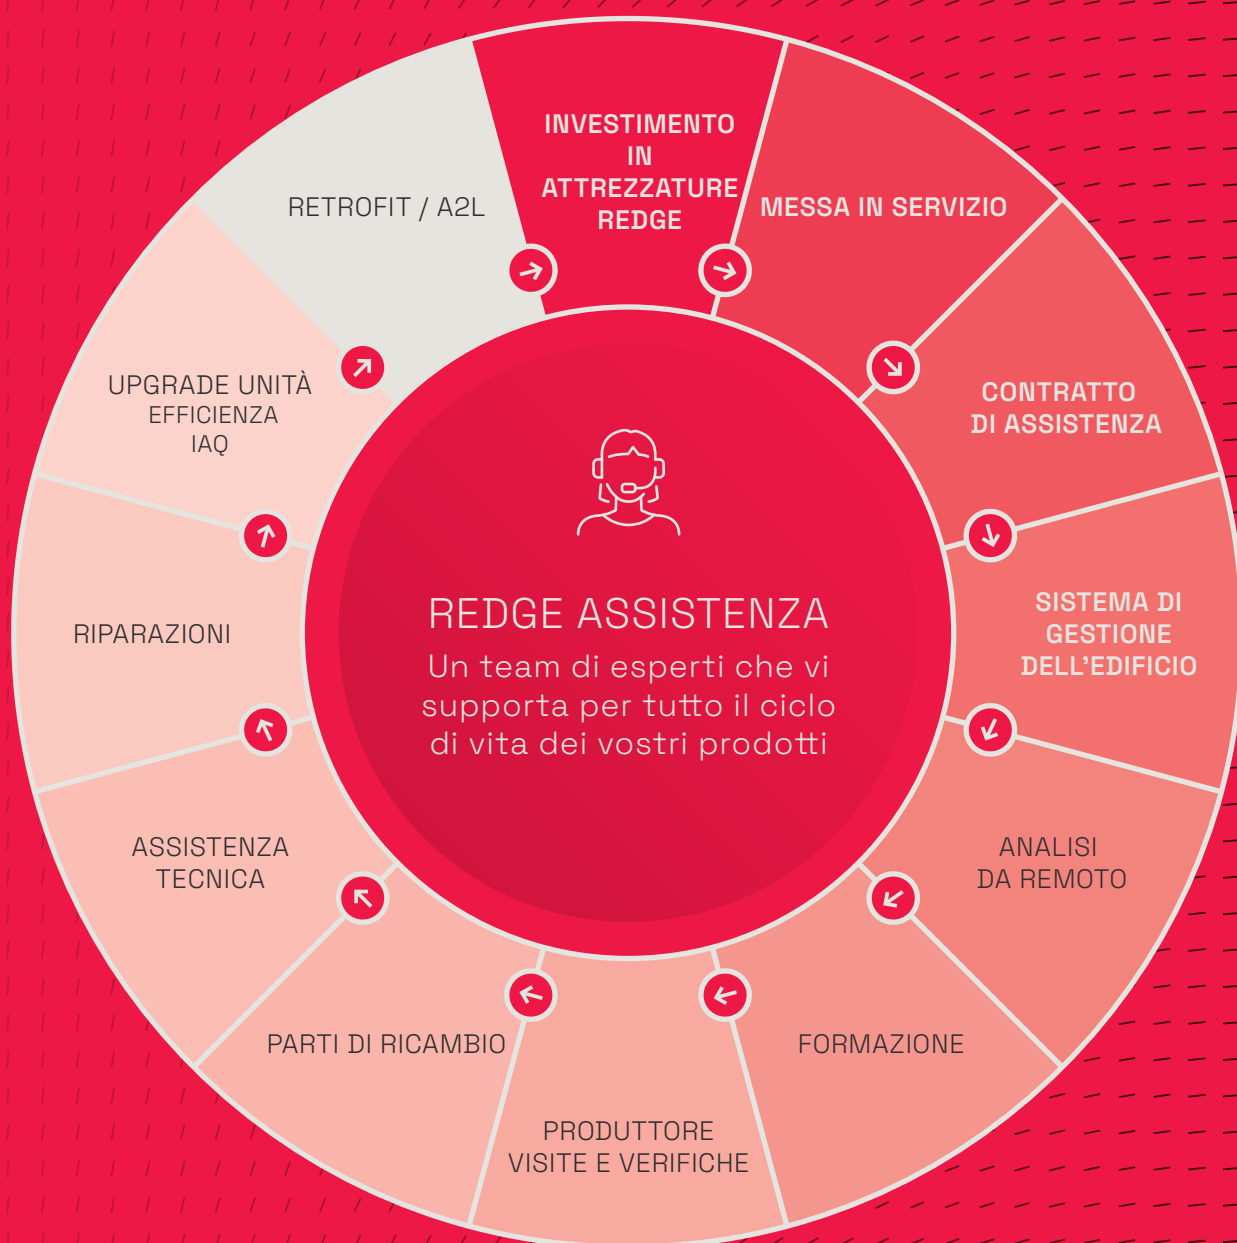 INVESTIMENTO
IN
ATTREZZATURE
REDGE
MESSA IN SERVIZIO
CONTRATTO
DI ASSISTENZA
SISTEMA DI
GESTIONE
DELL'EDIFICIO
ANALISI
DA REMOTO
FORMAZIONE
PRODUTTORE
VISITE E VERIFICHE
PARTI DI RICAMBIO
ASSISTENZA
TECNICA
RIPARAZIONI
UPGRADE UNITÀ
EFFICIENZA
IAQ
RETROFIT / A2L
REDGE ASSISTENZA
Un team di esperti che vi
supporta per tutto il ciclo
di vita dei vostri prodotti